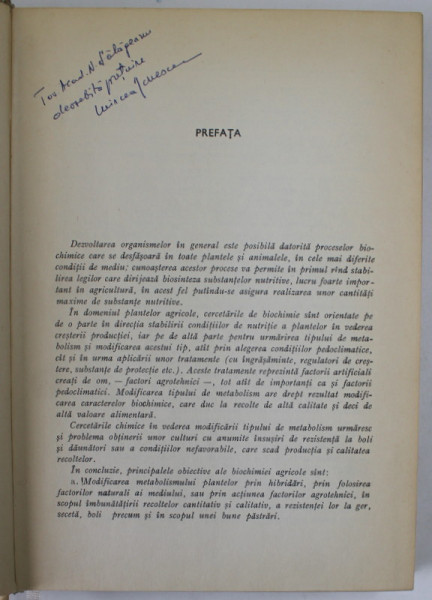 Tov. Acad. N. Sălăgeanu
deosebită prețuire
Mircea Ionescu
PREFAȚA
Dezvoltarea organismelor în general este posibilă datorită proceselor bio-
chimice care se desfășoară în toate plantele și animalele, în cele mai diferite
condiții de mediu; cunoașterea acestor procese va permite în primul rînd stabi-
lirea legilor care dirijează biosinteza substanțelor nutritive, lucru foarte impor-
tant în agricultură, în acest fel putîndu-se asigura realizarea unor cantități
maxime de substanțe nutritive.
În domeniul plantelor agricole, cercetările de biochimie sînt orientate pe
de o parte în direcția stabilirii condițiilor de nutriție a plantelor în vederea
creșterii producției, iar pe de altă parte pentru urmărirea tipului de meta-
bolism și modificarea acestui tip, atît prin alegerea condițiilor pedoclimatice,
cît și în urma aplicării unor tratamente (cu îngrășăminte, regulatori de creș-
tere, substanțe de protecție etc.). Aceste tratamente reprezintă factorii artificiali
creați de om, — factori agrotehnici —, tot atît de importanți ca și factorii
pedoclimatici. Modificarea tipului de metabolism are drept rezultat modifi-
carea caracterelor biochimice, care duc la recolte de altă calitate și deci de
altă valoare alimentară.
Cercetările chimice în vederea modificării tipului de metabolism urmăresc
și problema obținerii unor culturi cu anumite însușiri de rezistență la boli
și dăunători sau a condițiilor nefavorabile, care scad producția și calitatea
recoltelor.
În concluzie, principalele obiective ale biochimiei agricole sînt:
a. Modificarea metabolismului plantelor prin hibridări, prin folosirea
factorilor naturali ai mediului, sau prin acțiunea factorilor agrotehnici, în
scopul îmbunătățirii recoltelor cantitativ și calitativ, a rezistenței lor la ger,
secetă, boli precum și în scopul unei bune păstrări.